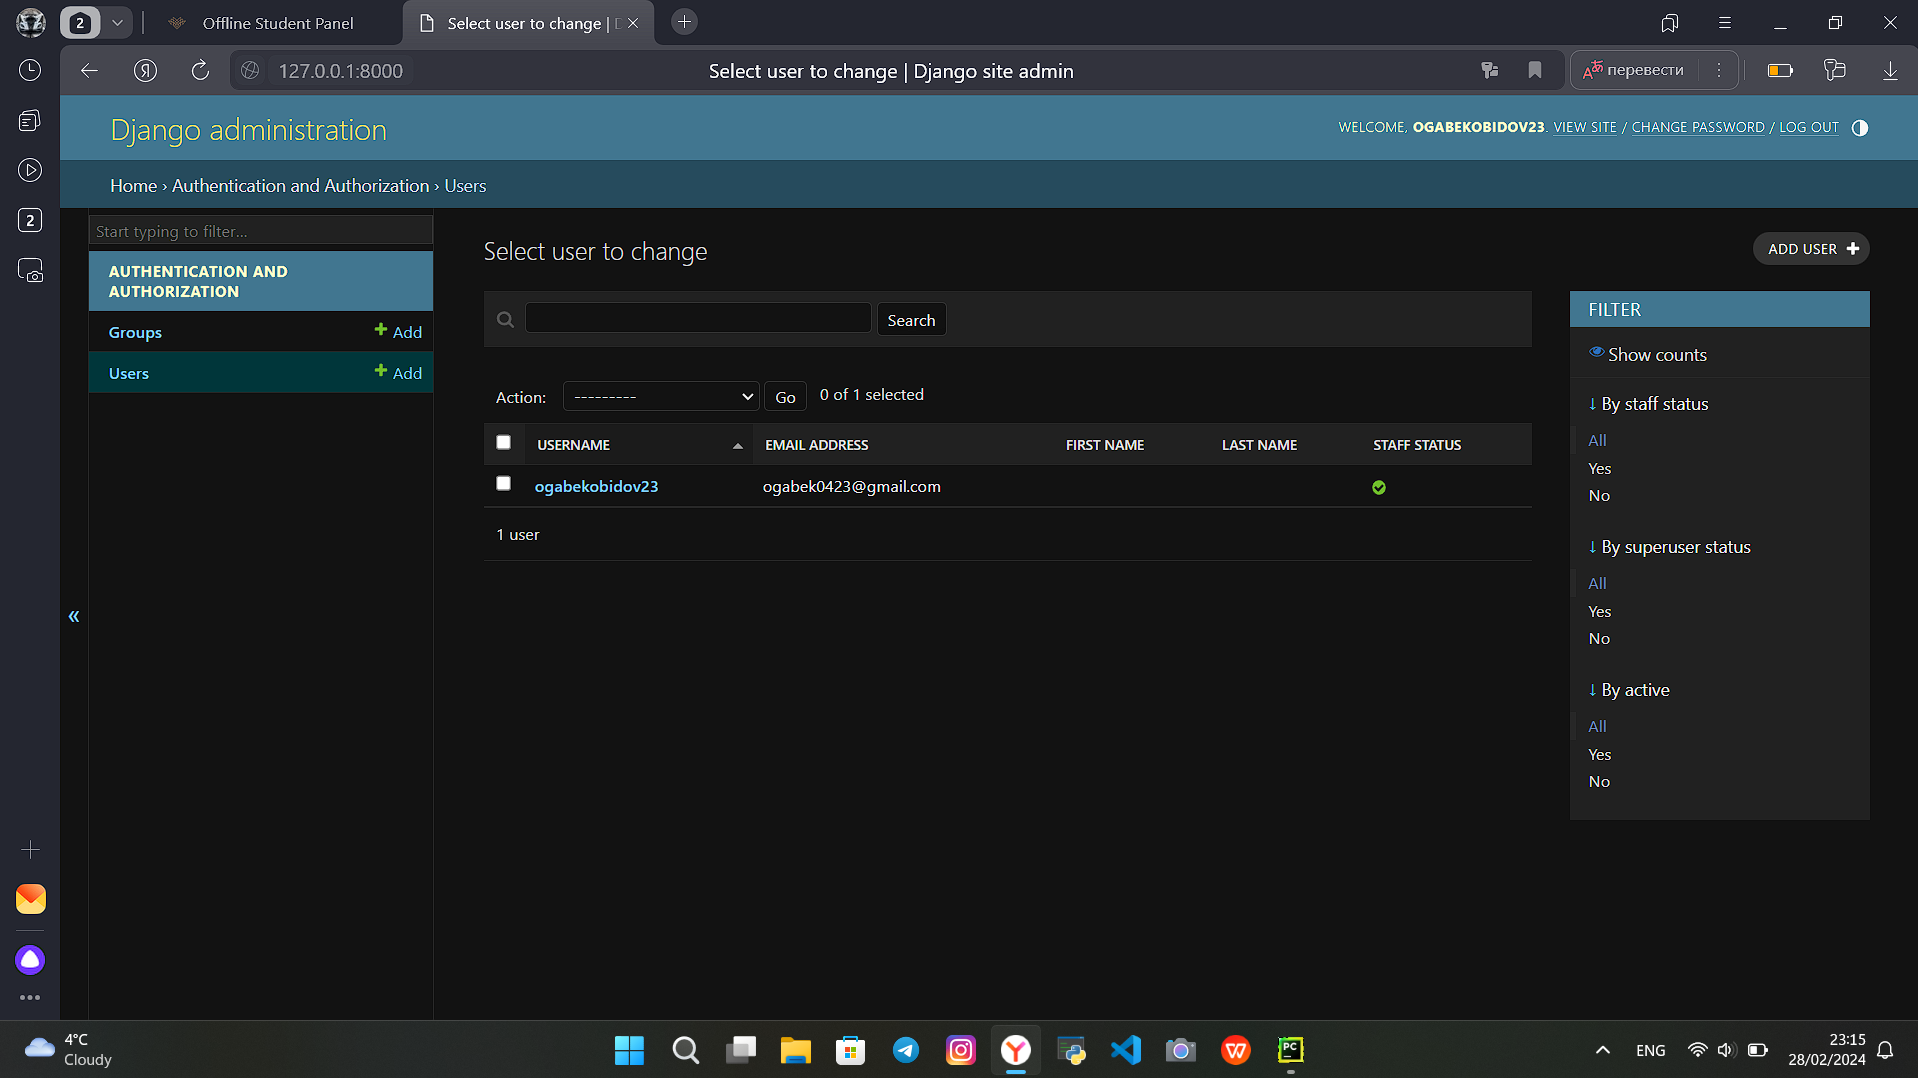 2
Offline Student Panel
Select user to change |
127.0.0.1:8000
Select user to change | Django site admin
перевести
Django administration
WELCOME, OGABEKOBIDOV23. VIEW SITE / CHANGE PASSWORD / LOG OUT
Home › Authentication and Authorization › Users
2
Start typing to filter...
AUTHENTICATION AND
AUTHORIZATION
Groups
Add
Users
Add
«
Select user to change
ADD USER
Search
Action:
---------
Go
0 of 1 selected
USERNAME
EMAIL ADDRESS
FIRST NAME
LAST NAME
STAFF STATUS
ogabekobidov23
ogabek0423@gmail.com
1 user
FILTER
Show counts
↓ By staff status
All
Yes
No
↓ By superuser status
All
Yes
No
↓ By active
All
Yes
No
4°C
Cloudy
PC
ENG
23:15
28/02/2024